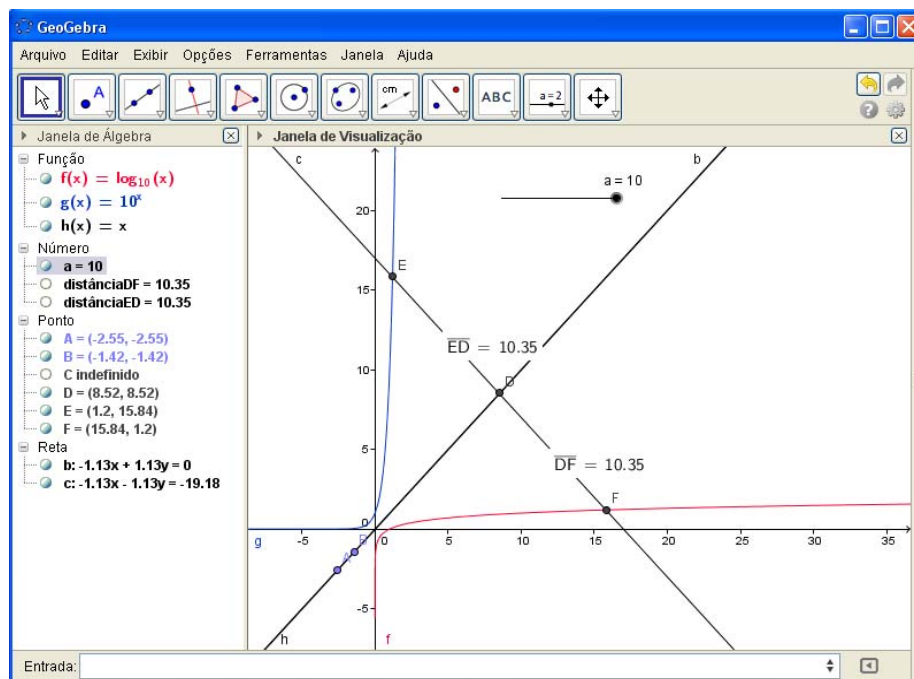 GeoGebra
Arquivo Editar Exibir Opções Ferramentas Janela Ajuda
A
cm
ABC
a=2
Janela de Álgebra
Janela de Visualização
Função
f(x) = log₁₀(x)
g(x) = 10ˣ
h(x) = x
Número
a = 10
distânciaDF = 10.35
distânciaED = 10.35
Ponto
A = (-2.55, -2.55)
B = (-1.42, -1.42)
C indefinido
D = (8.52, 8.52)
E = (1.2, 15.84)
F = (15.84, 1.2)
Reta
b: -1.13x + 1.13y = 0
c: -1.13x - 1.13y = -19.18
c
b
a = 10
20
E
15
ED = 10.35
10
D
5
DF = 10.35
F
0
g -5 0 5 10 15 20 25 30 35
B
A
-5
h
f
Entrada: